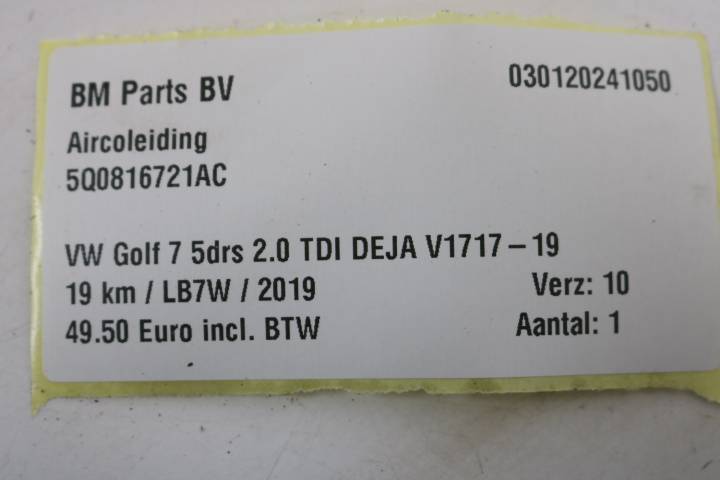 BM Parts BV 030120241050
Aircoleiding
5Q0816721AC
VW Golf 7 5drs 2.0 TDI DEJA V1717-19
19 km / LB7W / 2019 Verz: 10
49.50 Euro incl. BTW Aantal: 1